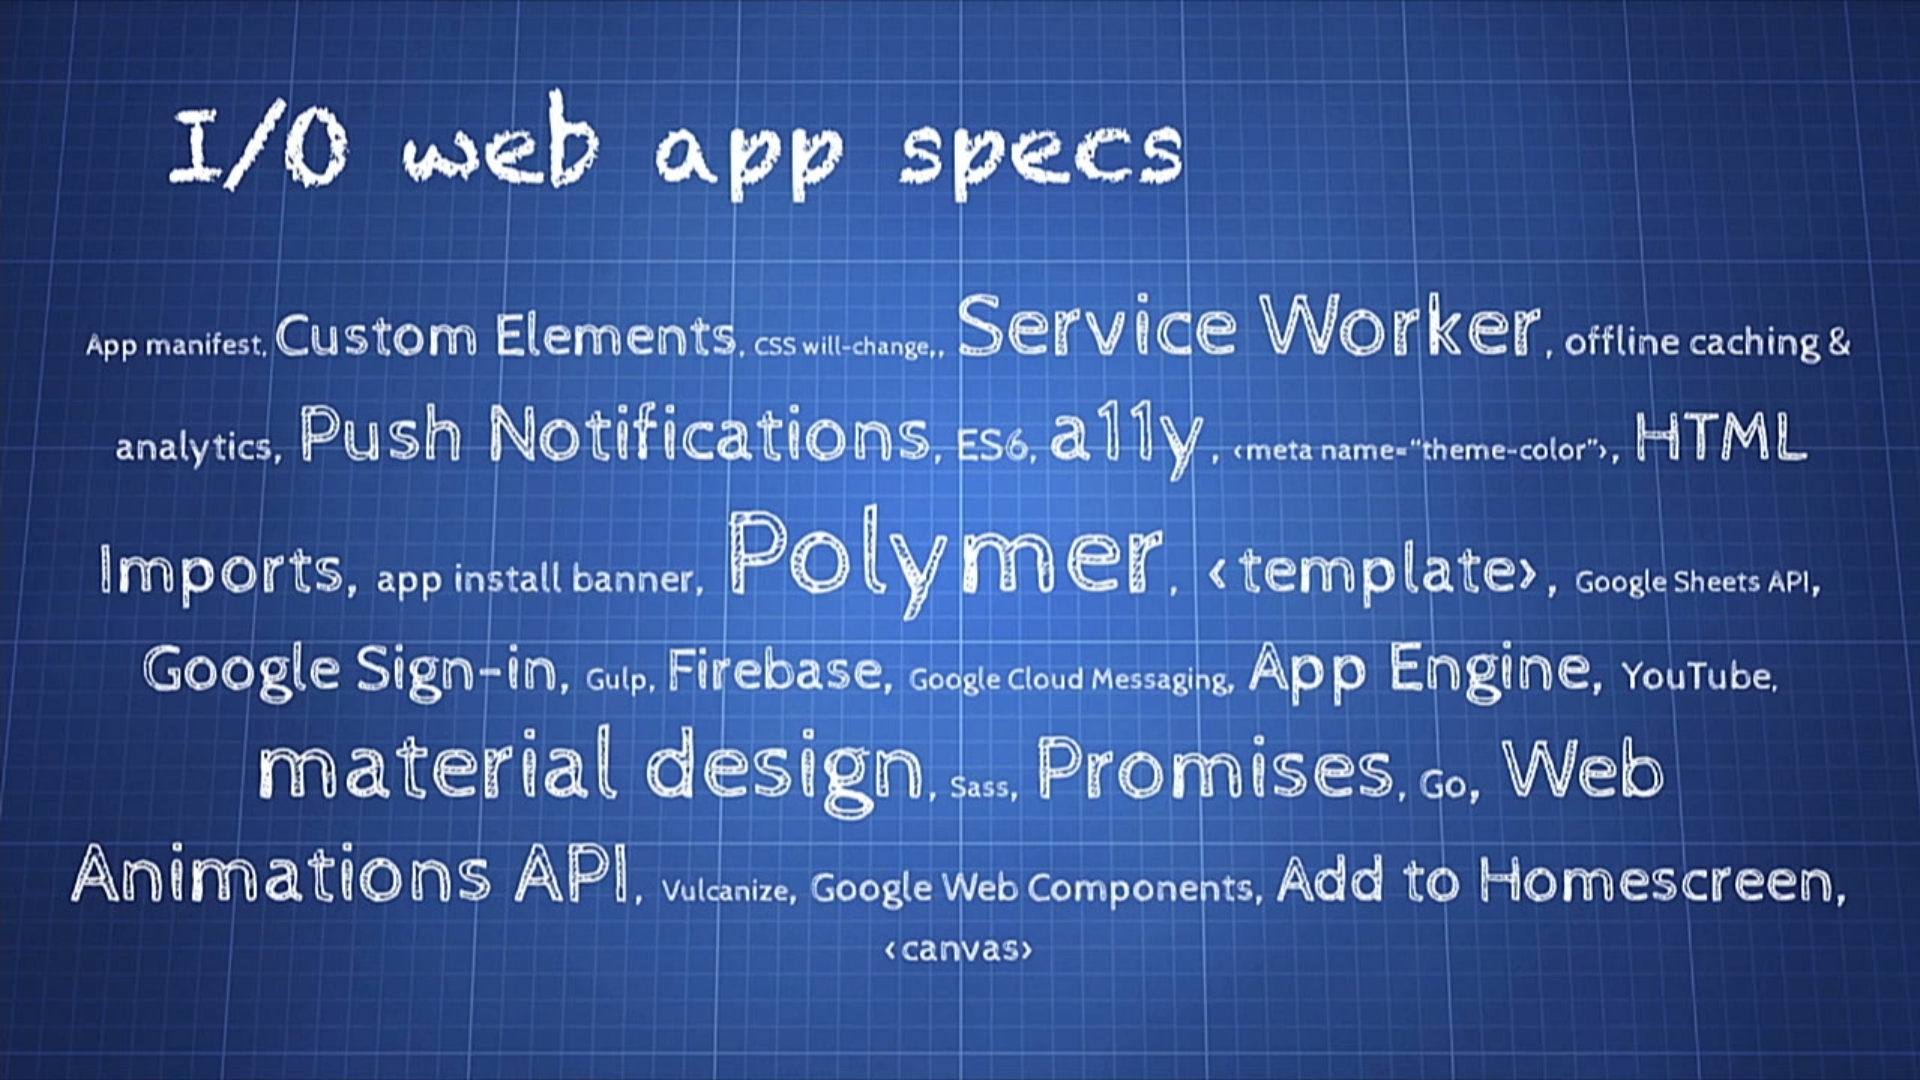 I/O web app specs
App manifest, Custom Elements, CSS will-change,, Service Worker, offline caching &
analytics, Push Notifications, ES6, a11y, <meta name="theme-color">, HTML
Imports, app install banner, Polymer, <template>, Google Sheets API,
Google Sign-in, Gulp, Firebase, Google Cloud Messaging, App Engine, YouTube,
material design, Sass, Promises, Go, Web
Animations API, Vulcanize, Google Web Components, Add to Homescreen,
<canvas>